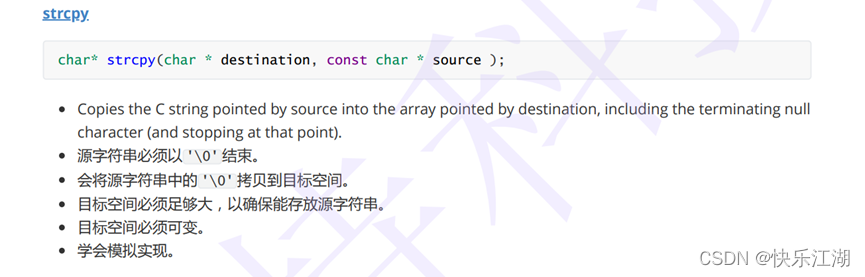 strcpy
char* strcpy(char * destination, const char * source );
Copies the C string pointed by source into the array pointed by destination, including the terminating null
character (and stopping at that point).
源字符串必须以'\0'结束。
会将源字符串中的'\0'拷贝到目标空间。
目标空间必须足够大，以确保能存放源字符串。
目标空间必须可变。
学会模拟实现。
CSDN @快乐江湖